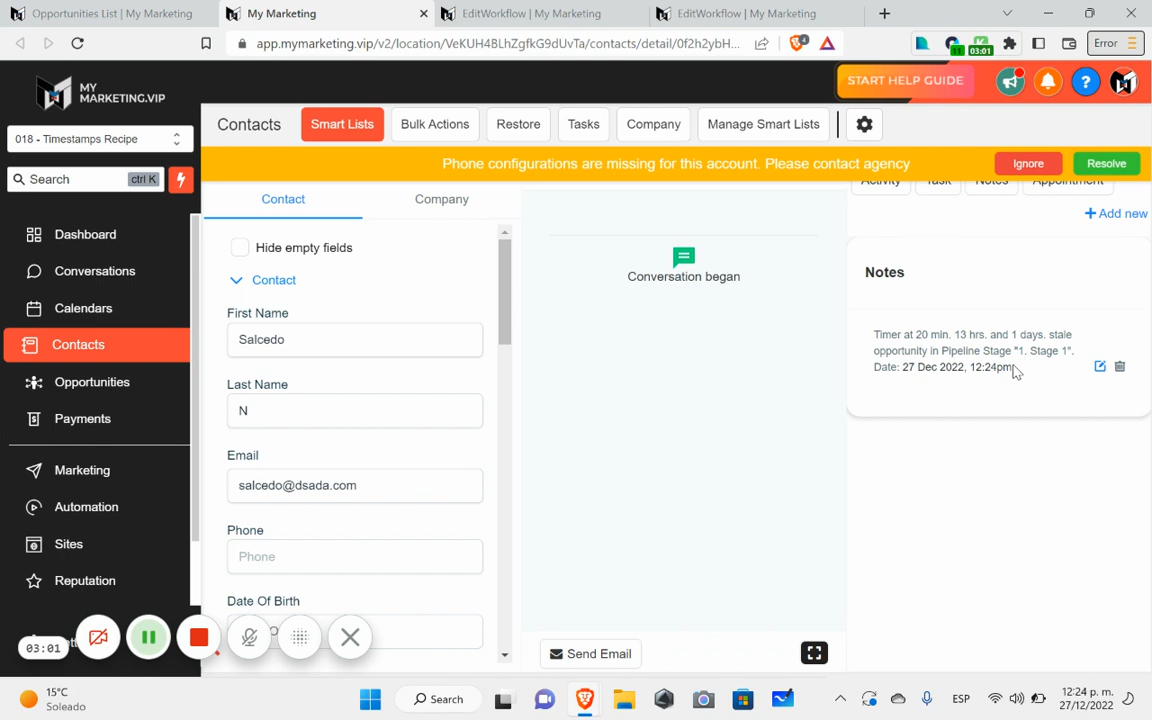 Opportunities List | My Marketing
My Marketing
EditWorkflow | My Marketing
EditWorkflow | My Marketing
app.mymarketing.vip/v2/location/VeKUH4BLhZgfkG9dUvTa/contacts/detail/0f2h2ybH...
4
11
03:01
Error
MY
MARKETING.VIP
START HELP GUIDE
018 - Timestamps Recipe
Contacts
Smart Lists
Bulk Actions
Restore
Tasks
Company
Manage Smart Lists
Phone configurations are missing for this account. Please contact agency
Ignore
Resolve
Search
ctrl K
Dashboard
Conversations
Calendars
Contacts
Opportunities
Payments
Marketing
Automation
Sites
Reputation
Contact
Company
Hide empty fields
Contact
First Name
Salcedo
Last Name
N
Email
salcedo@dsada.com
Phone
Phone
Date Of Birth
Conversation began
Send Email
Activity
Task
Notes
Appointment
Add new
Notes
Timer at 20 min. 13 hrs. and 1 days. stale
opportunity in Pipeline Stage "1. Stage 1".
Date: 27 Dec 2022, 12:24pm
03:01
15°C
Soleado
Search
ESP
12:24 p. m.
27/12/2022